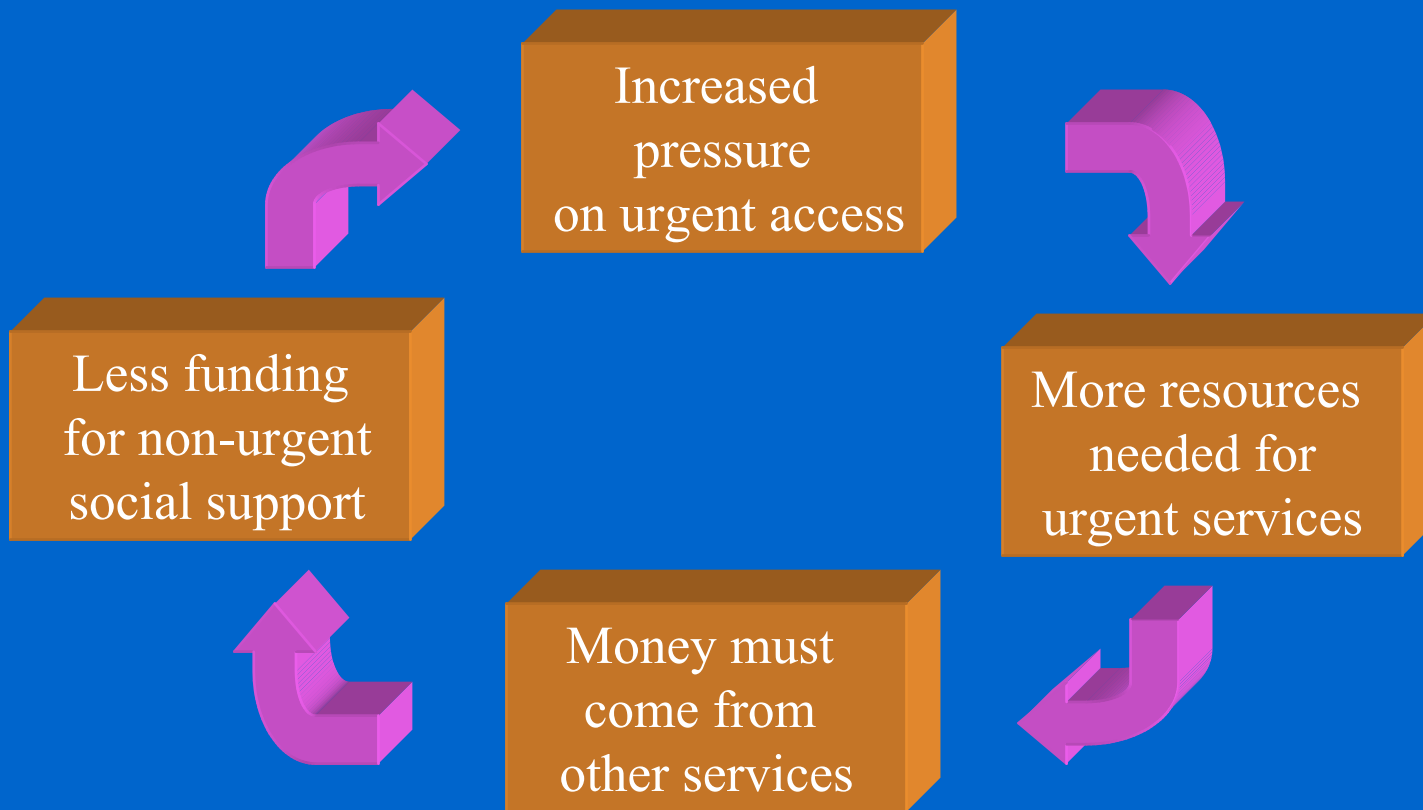 Increased
pressure
on urgent access
More resources
needed for
urgent services
Money must
come from
other services
Less funding
for non-urgent
social support